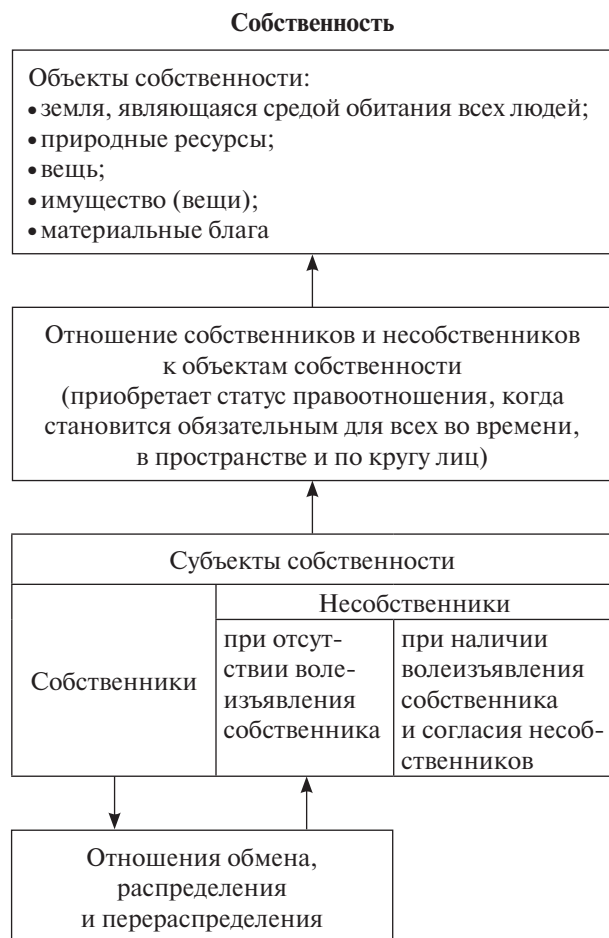 Собственность
Объекты собственности:
• земля, являющаяся средой обитания всех людей;
• природные ресурсы;
• вещь;
• имущество (вещи);
• материальные блага
Отношение собственников и несобственников
к объектам собственности
(приобретает статус правоотношения, когда
становится обязательным для всех во времени,
в пространстве и по кругу лиц)
Субъекты собственности
Собственники
Несобственники
при отсут-
ствии воле-
изъявления
собственника
при наличии
волеизъявления
собственника
и согласия несоб-
ственников
Отношения обмена,
распределения
и перераспределения